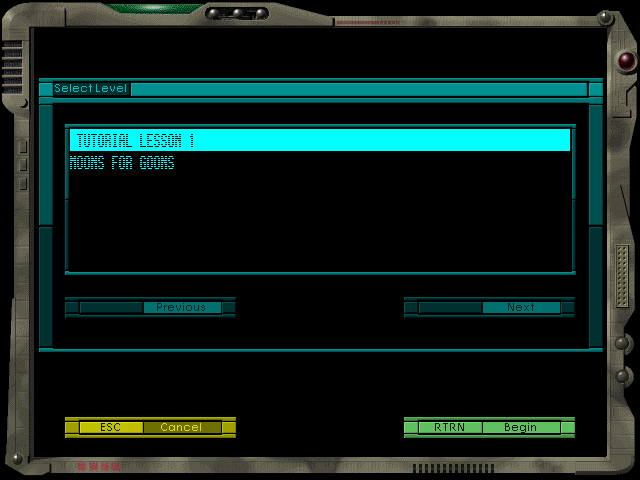 Select Level
TUTORIAL LESSON 1
MOONS FOR GOONS
Previous
Next
ESC Cancel
RTRN Begin